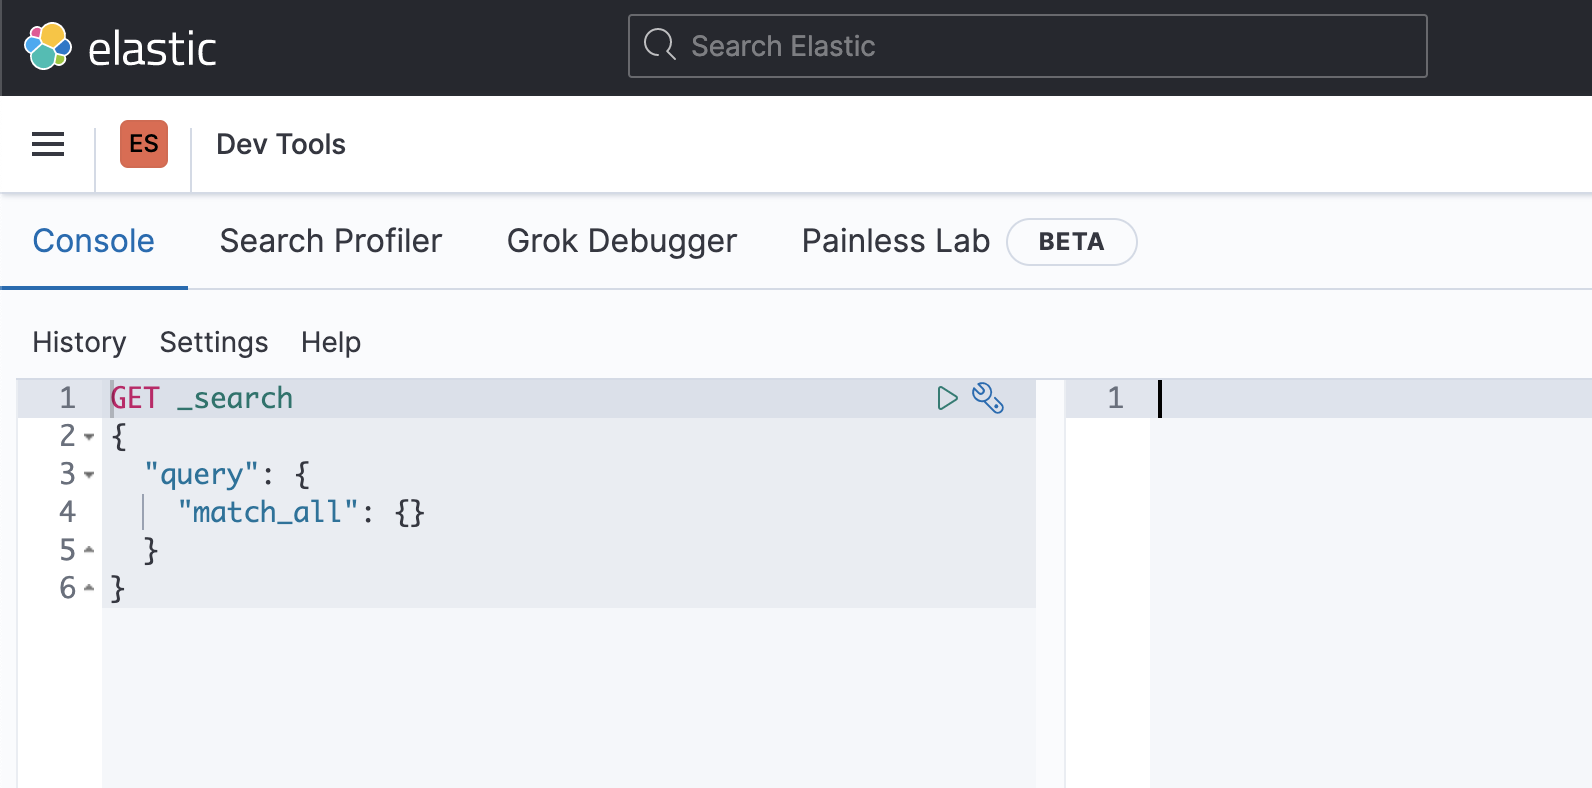 elastic
Search Elastic
ES
Dev Tools
Console
Search Profiler
Grok Debugger
Painless Lab
BETA
History
Settings
Help
1 GET _search
2 {
3   "query": {
4     "match_all": {}
5   }
6 }
1